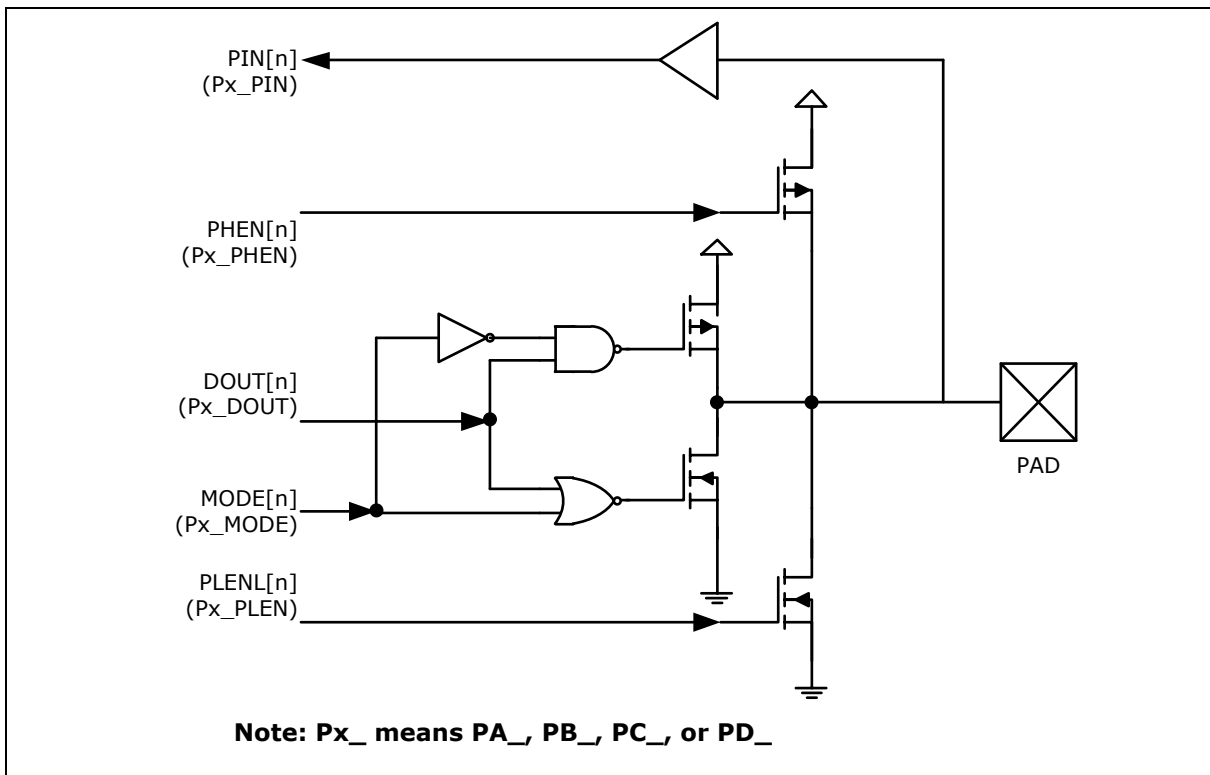 PIN[n]
(Px_PIN)
PHEN[n]
(Px_PHEN)
DOUT[n]
(Px_DOUT)
MODE[n]
(Px_MODE)
PLENL[n]
(Px_PLEN)
PAD
Note: Px_ means PA_, PB_, PC_, or PD_